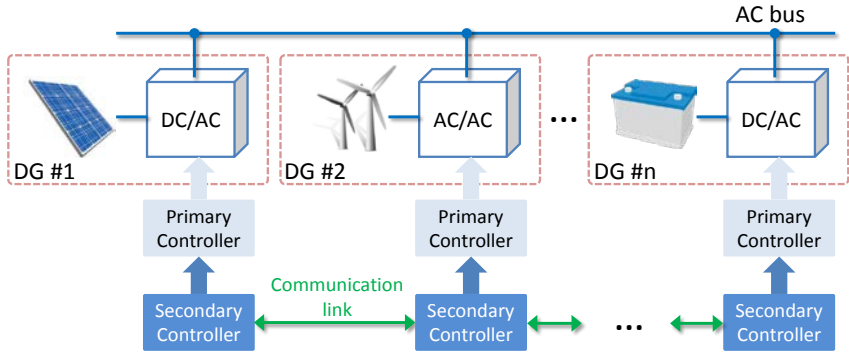 AC bus
DC/AC
AC/AC
...
DC/AC
DG #1
DG #2
DG #n
Primary
Controller
Primary
Controller
Primary
Controller
Communication
link
Secondary
Controller
Secondary
Controller
...
Secondary
Controller